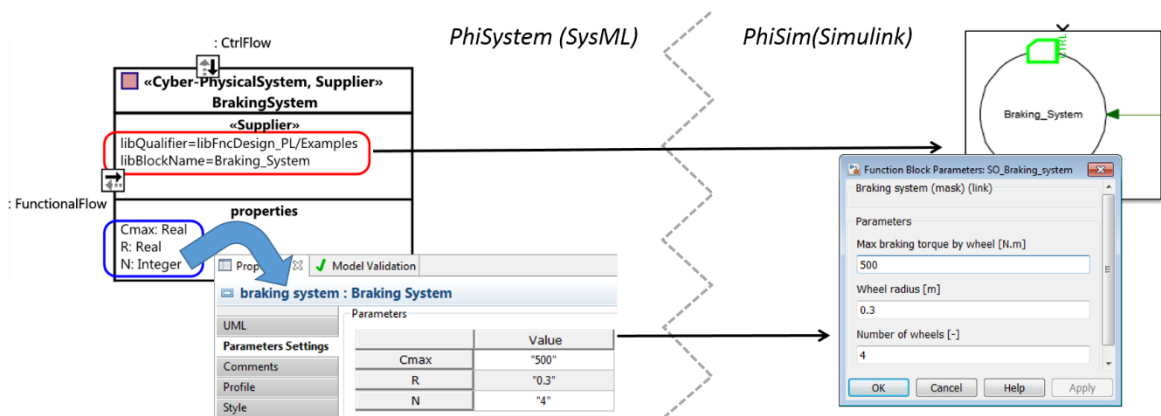 : CtrlFlow
PhiSystem (SysML)
PhiSim(Simulink)
«Cyber-PhysicalSystem, Supplier»
BrakingSystem
«Supplier»
libQualifier=libFncDesign_PL/Examples
libBlockName=Braking_System
: FunctionalFlow
properties
Cmax: Real
R: Real
N: Integer
Model Validation
braking system : Braking System
UML
Parameters Settings
Comments
Profile
Style
Parameters
Value
Cmax "500"
R "0.3"
N "4"
Braking_System
Function Block Parameters: SO_Braking_system
Braking system (mask) (link)
Parameters
Max braking torque by wheel [N.m]
500
Wheel radius [m]
0.3
Number of wheels [-]
4
OK Cancel Help Apply